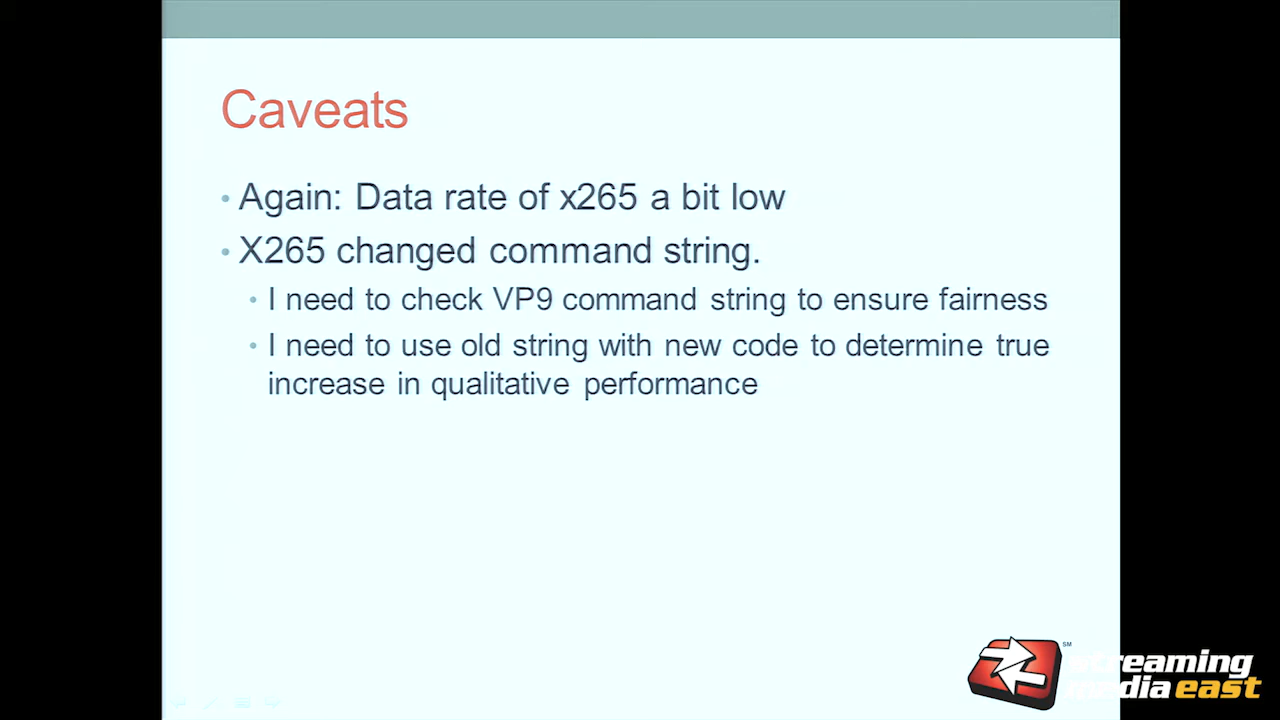 Caveats
• Again: Data rate of x265 a bit low
• X265 changed command string.
• I need to check VP9 command string to ensure fairness
• I need to use old string with new code to determine true
increase in qualitative performance
SM
streaming
media east